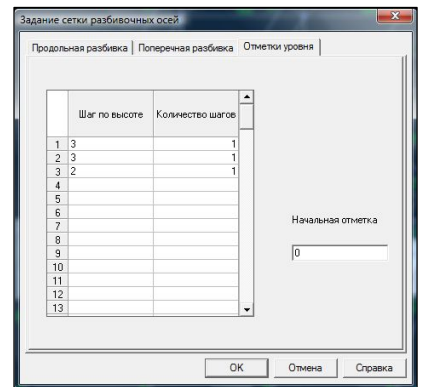 Задание сетки разбивочных осей
Продольная разбивка Поперечная разбивка Отметки уровня
Шаг по высоте Количество шагов
1 3 1
2 3 1
3 2 1
4
5
6
7
8
9
10
11
12
13
Начальная отметка
0
OK Отмена Справка